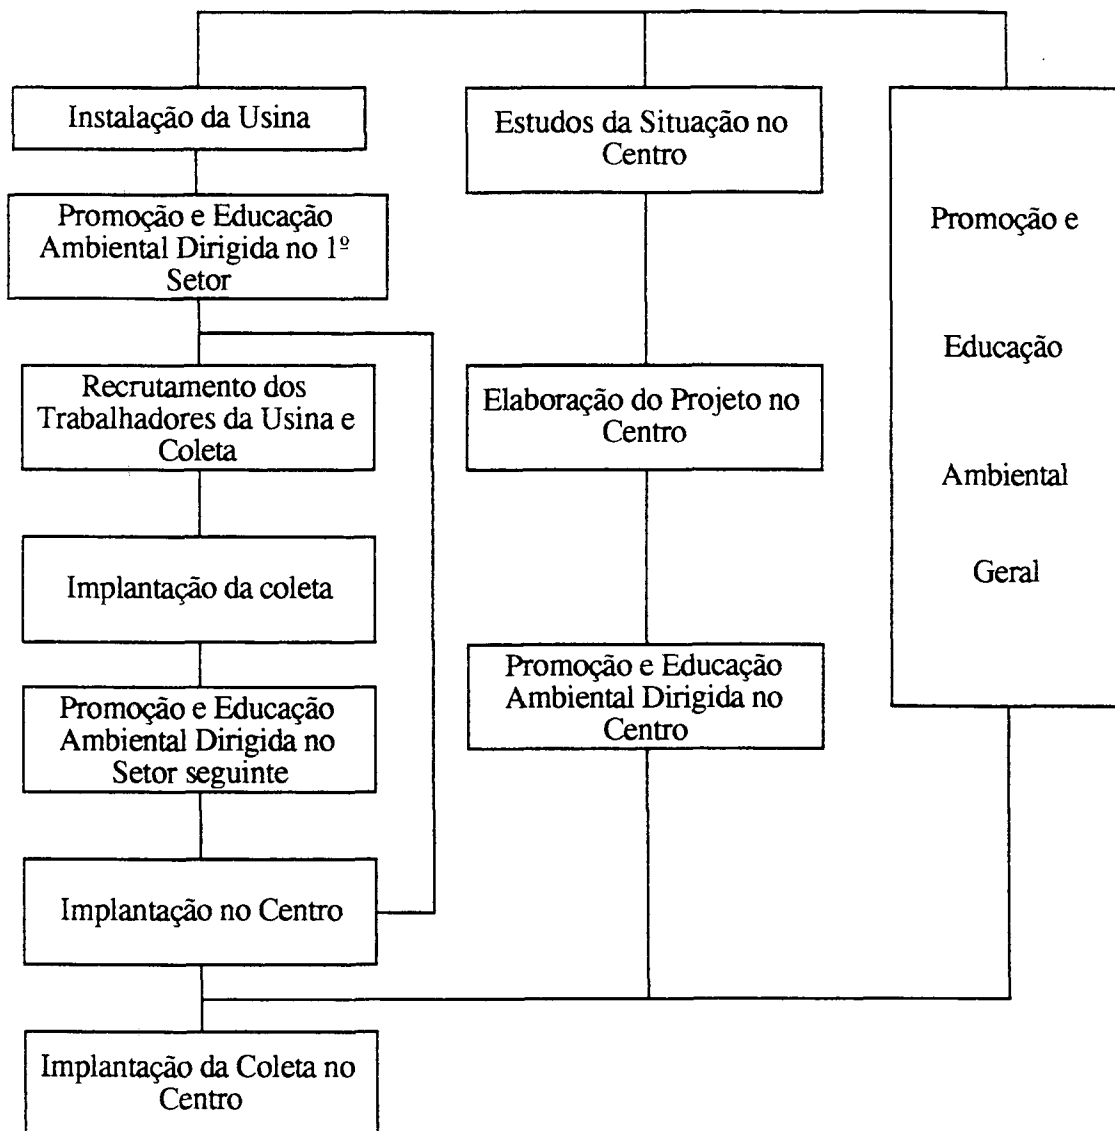 Instalação da Usina
Promoção e Educação
Ambiental Dirigida no 1º
Setor
Recrutamento dos
Trabalhadores da Usina e
Coleta
Implantação da coleta
Promoção e Educação
Ambiental Dirigida no
Setor seguinte
Implantação no Centro
Implantação da Coleta no
Centro
Estudos da Situação no
Centro
Elaboração do Projeto no
Centro
Promoção e Educação
Ambiental Dirigida no
Centro
Promoção e
Educação
Ambiental
Geral